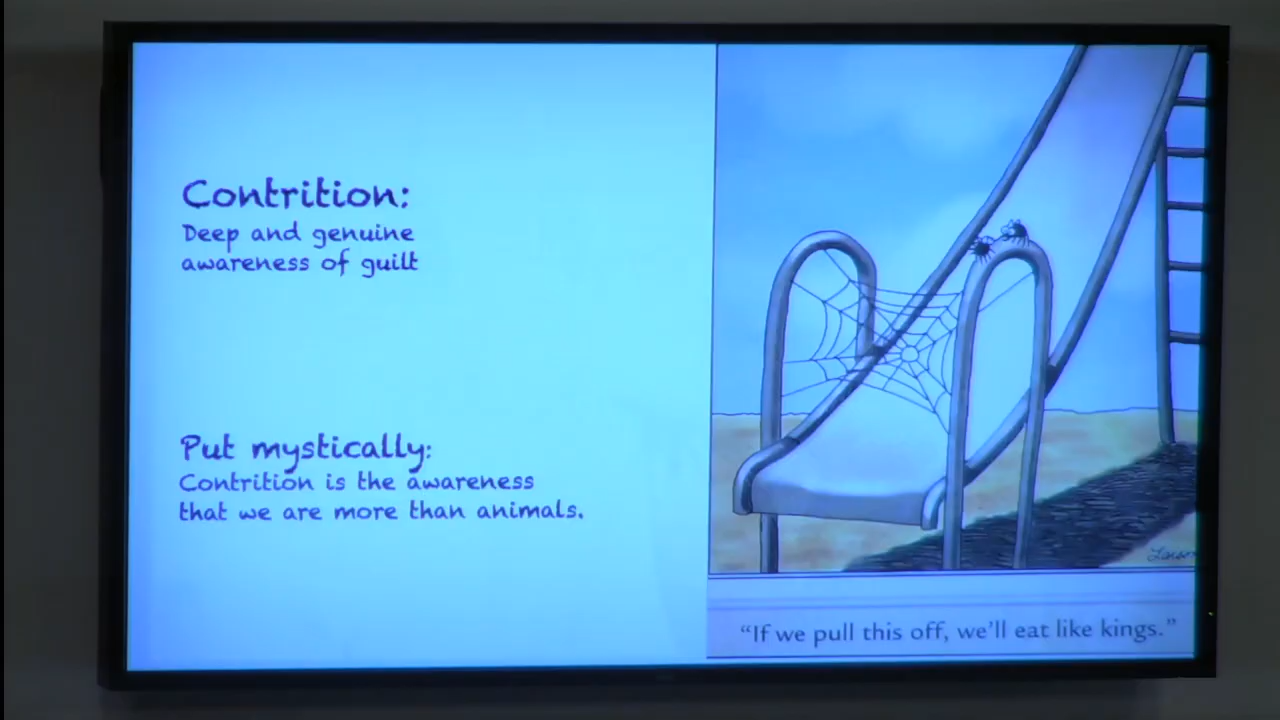 Contrition:
Deep and genuine
awareness of guilt
Put mystically:
Contrition is the awareness
that we are more than animals.
Larson
“If we pull this off, we’ll eat like kings.”